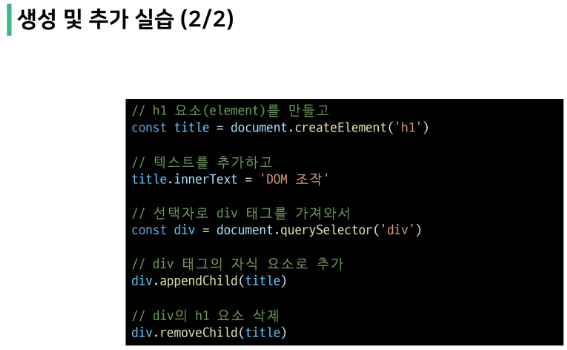 생성 및 추가 실습 (2/2)
// h1 요소(element)를 만들고
const title = document.createElement('h1')
// 텍스트를 추가하고
title.innerText = 'DOM 조작'
// 선택자로 div 태그를 가져와서
const div = document.querySelector('div')
// div 태그의 자식 요소로 추가
div.appendChild(title)
// div의 h1 요소 삭제
div.removeChild(title)